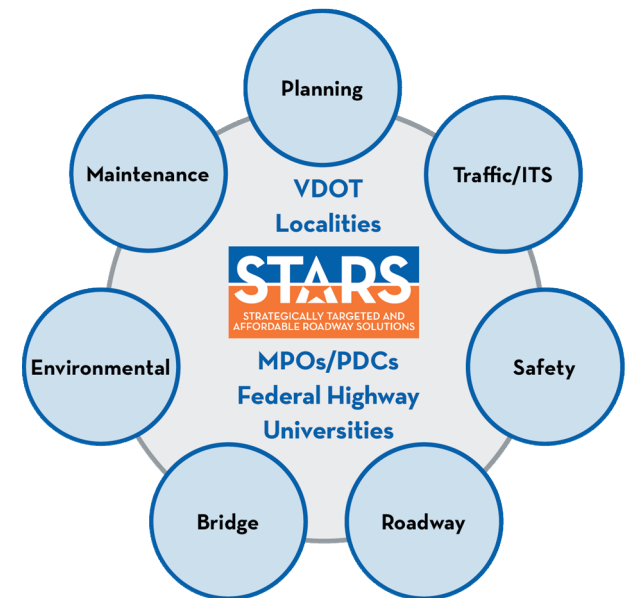 Planning
Maintenance
Traffic/ITS
VDOT
Localities
STARS
STRATEGICALLY TARGETED AND
AFFORDABLE ROADWAY SOLUTIONS
Environmental
MPOs/PDCs
Federal Highway
Universities
Safety
Bridge
Roadway